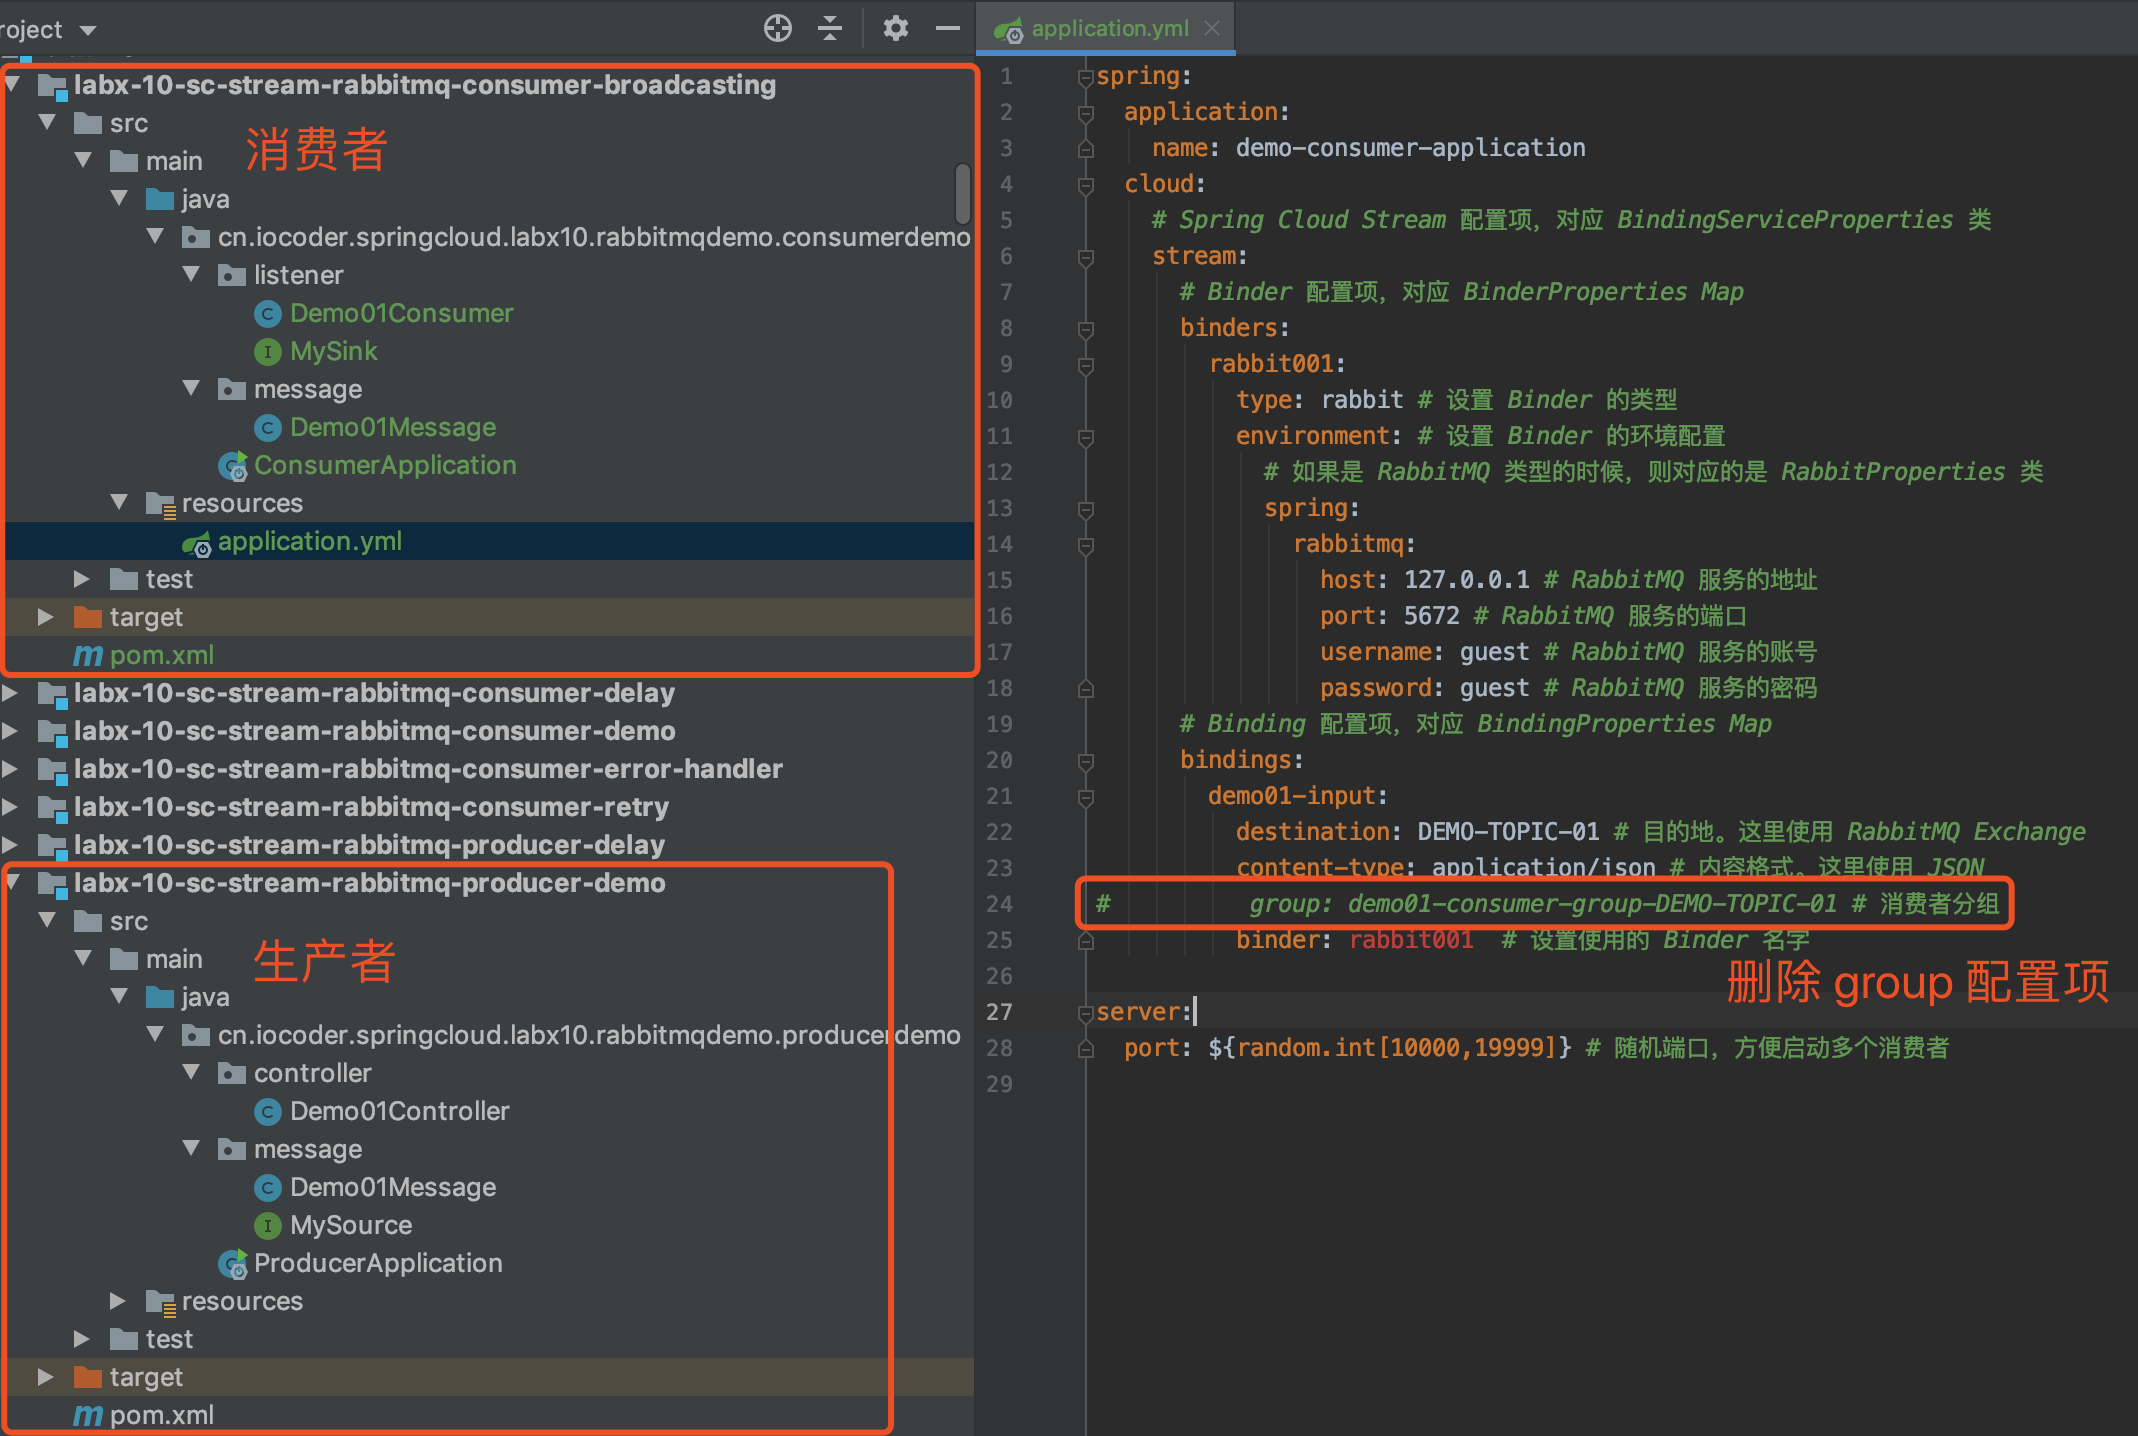 roject
labx-10-sc-stream-rabbitmq-consumer-broadcasting
src
main
消费者
java
cn.iocoder.springcloud.labx10.rabbitmqdemo.consumerdemo
listener
Demo01Consumer
MySink
message
Demo01Message
ConsumerApplication
resources
application.yml
test
target
pom.xml
labx-10-sc-stream-rabbitmq-consumer-delay
labx-10-sc-stream-rabbitmq-consumer-demo
labx-10-sc-stream-rabbitmq-consumer-error-handler
labx-10-sc-stream-rabbitmq-consumer-retry
labx-10-sc-stream-rabbitmq-producer-delay
labx-10-sc-stream-rabbitmq-producer-demo
src
main
生产者
java
cn.iocoder.springcloud.labx10.rabbitmqdemo.producerdemo
controller
Demo01Controller
message
Demo01Message
MySource
ProducerApplication
resources
test
target
pom.xml
application.yml
1 spring:
2 application:
3 name: demo-consumer-application
4 cloud:
5 # Spring Cloud Stream 配置项，对应 BindingServiceProperties 类
6 stream:
7 # Binder 配置项，对应 BinderProperties Map
8 binders:
9 rabbit001:
10 type: rabbit # 设置 Binder 的类型
11 environment: # 设置 Binder 的环境配置
12 # 如果是 RabbitMQ 类型的时候，则对应的是 RabbitProperties 类
13 spring:
14 rabbitmq:
15 host: 127.0.0.1 # RabbitMQ 服务的地址
16 port: 5672 # RabbitMQ 服务的端口
17 username: guest # RabbitMQ 服务的账号
18 password: guest # RabbitMQ 服务的密码
19 # Binding 配置项，对应 BindingProperties Map
20 bindings:
21 demo01-input:
22 destination: DEMO-TOPIC-01 # 目的地。这里使用 RabbitMQ Exchange
23 content-type: application/json # 内容格式。这里使用 JSON
24 # group: demo01-consumer-group-DEMO-TOPIC-01 # 消费者分组
25 binder: rabbit001 # 设置使用的 Binder 名字
26
删除 group 配置项
27 server:
28 port: ${random.int[10000,19999]} # 随机端口，方便启动多个消费者
29